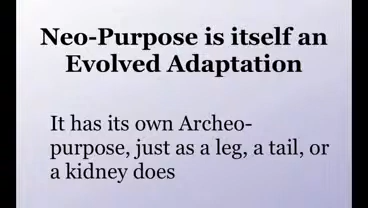 Neo-Purpose is itself an
Evolved Adaptation
It has its own Archeo-
purpose, just as a leg, a tail, or
a kidney does